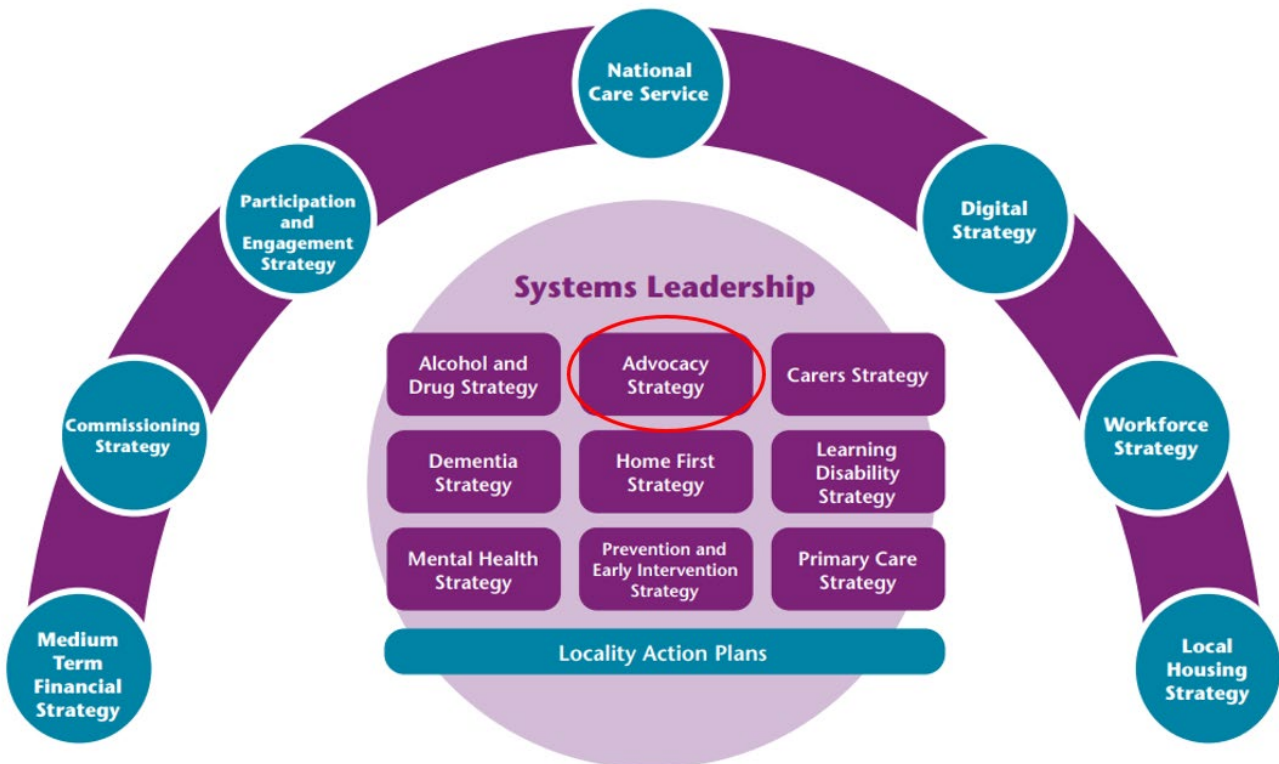 National
Care Service
Participation
and
Engagement
Strategy
Digital
Strategy
Commissioning
Strategy
Workforce
Strategy
Medium
Term
Financial
Strategy
Local
Housing
Strategy
Systems Leadership
Alcohol and
Drug Strategy
Advocacy
Strategy
Carers Strategy
Dementia
Strategy
Home First
Strategy
Learning
Disability
Strategy
Mental Health
Strategy
Prevention and
Early Intervention
Strategy
Primary Care
Strategy
Locality Action Plans